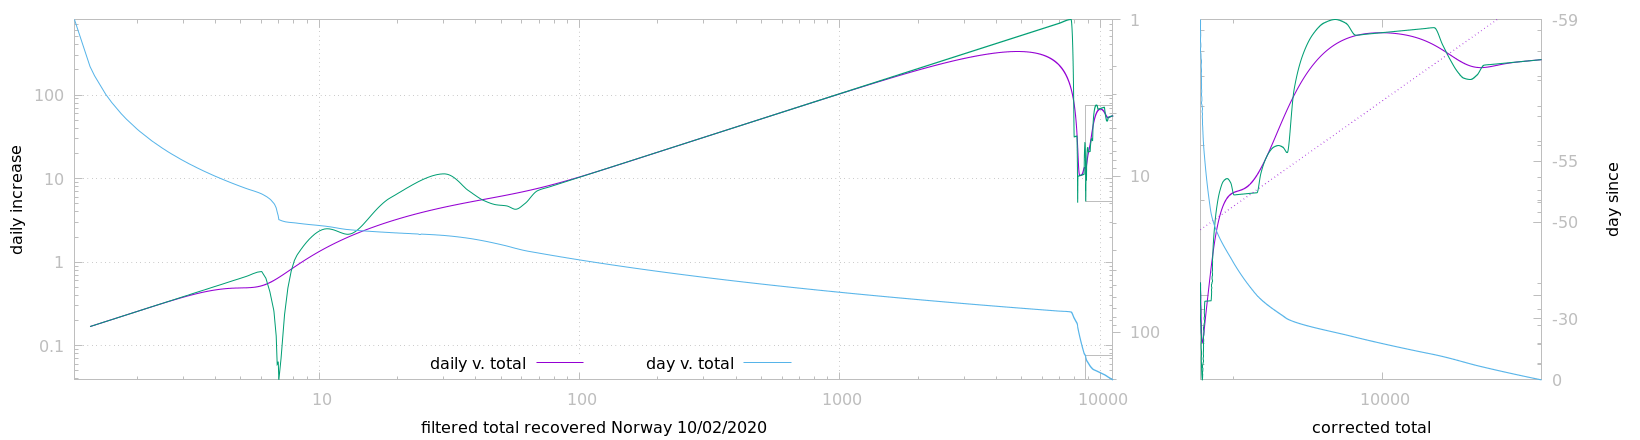 daily increase
100
10
1
0.1
daily v. total
day v. total
10
100
1000
10000
filtered total recovered Norway 10/02/2020
1
10
100
10000
corrected total
-59
-55
-50
-30
0
day since